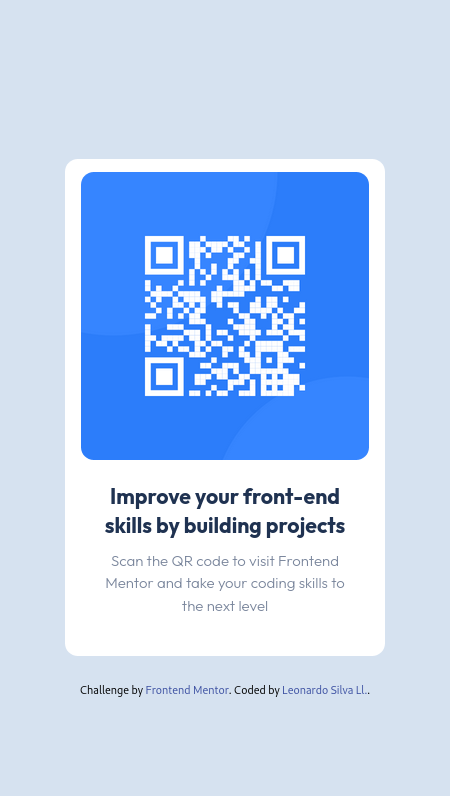 Improve your front-end
skills by building projects
Scan the QR code to visit Frontend
Mentor and take your coding skills to
the next level
Challenge by Frontend Mentor. Coded by Leonardo Silva Ll..